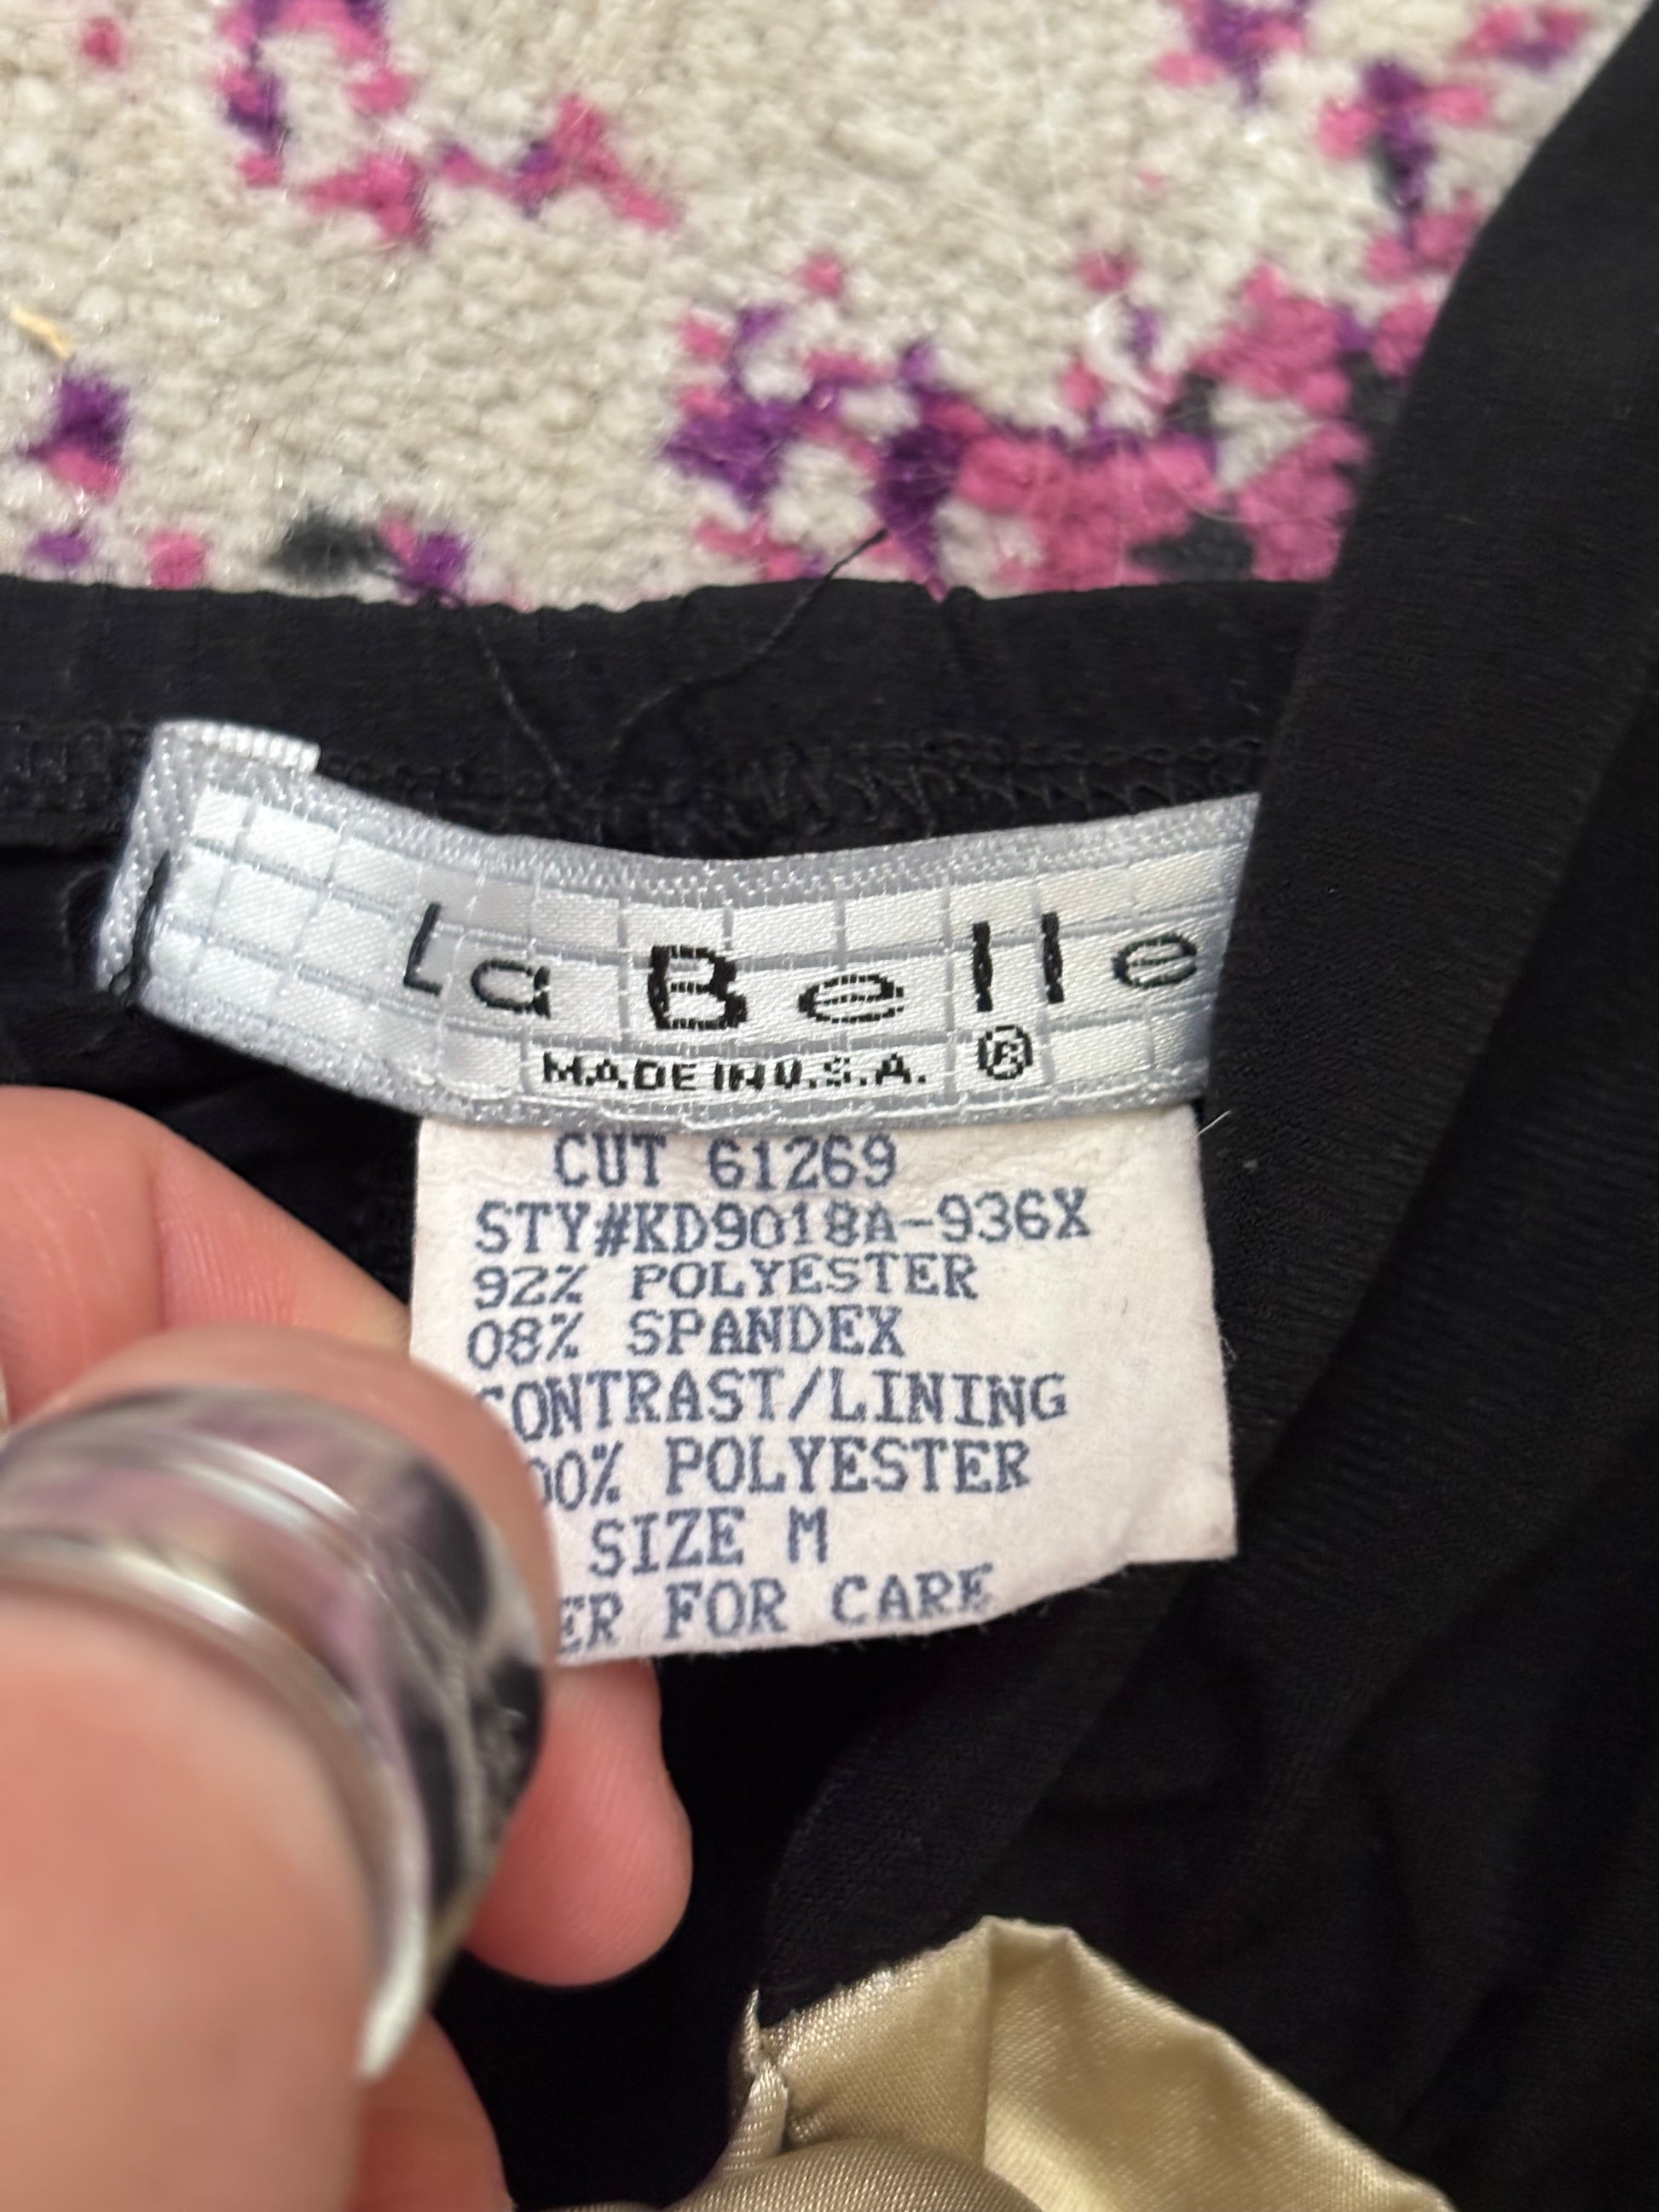 La Belle
MADE IN U.S.A. ®
CUT 61269
STY#KD9018A-936X
92% POLYESTER
08% SPANDEX
CONTRAST/LINING
00% POLYESTER
SIZE M
ER FOR CARE